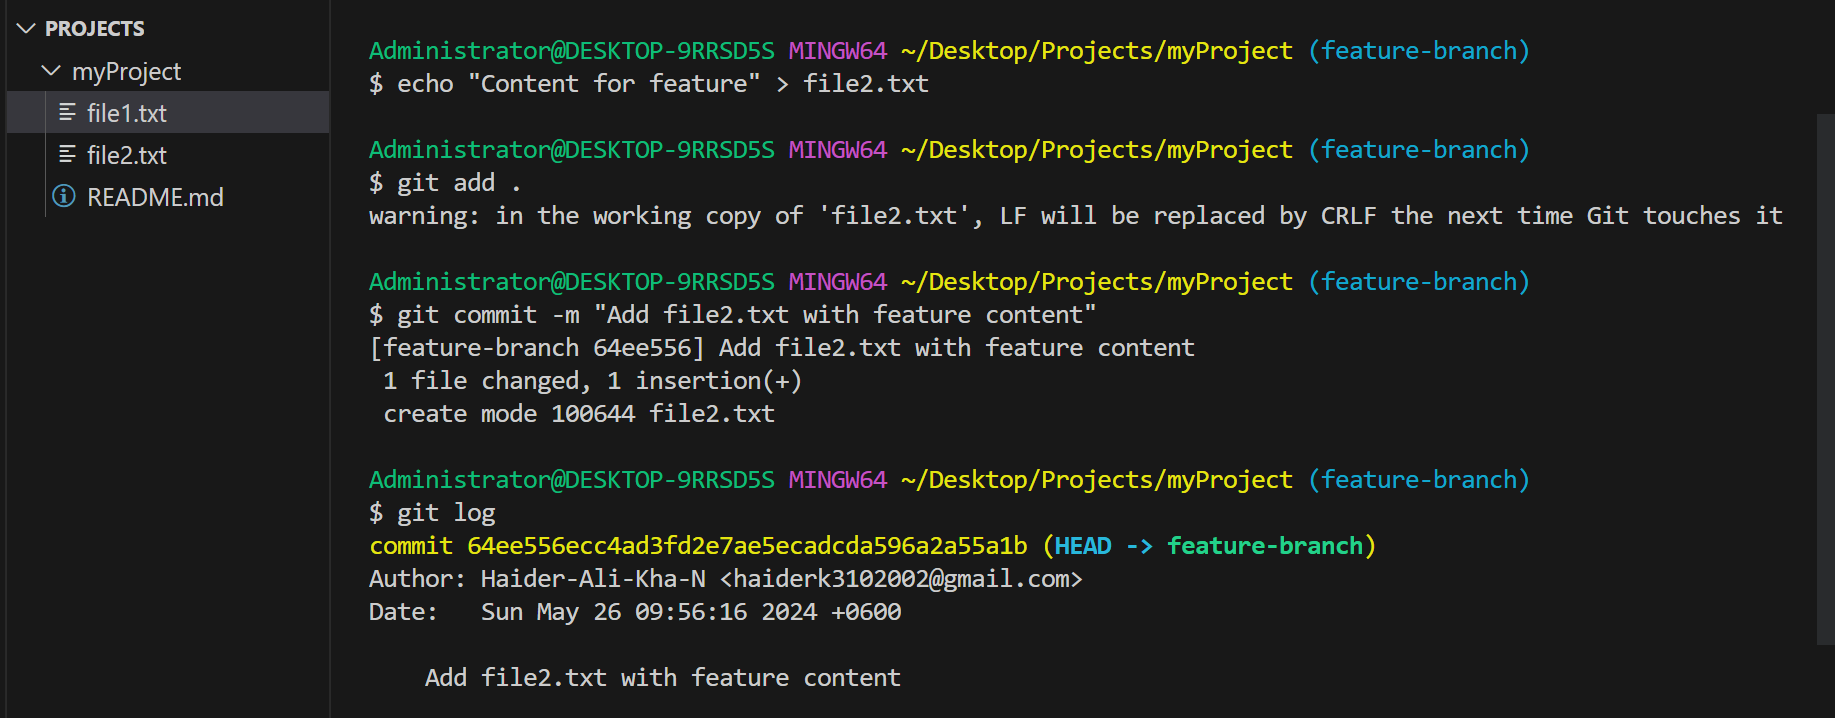 PROJECTS
myProject
file1.txt
file2.txt
README.md
Administrator@DESKTOP-9RRSD5S MINGW64 ~/Desktop/Projects/myProject (feature-branch)
$ echo "Content for feature" > file2.txt
Administrator@DESKTOP-9RRSD5S MINGW64 ~/Desktop/Projects/myProject (feature-branch)
$ git add .
warning: in the working copy of 'file2.txt', LF will be replaced by CRLF the next time Git touches it
Administrator@DESKTOP-9RRSD5S MINGW64 ~/Desktop/Projects/myProject (feature-branch)
$ git commit -m "Add file2.txt with feature content"
[feature-branch 64ee556] Add file2.txt with feature content
 1 file changed, 1 insertion(+)
 create mode 100644 file2.txt
Administrator@DESKTOP-9RRSD5S MINGW64 ~/Desktop/Projects/myProject (feature-branch)
$ git log
commit 64ee556ecc4ad3fd2e7ae5ecadcda596a2a55a1b (HEAD -> feature-branch)
Author: Haider-Ali-Kha-N <haiderk3102002@gmail.com>
Date:   Sun May 26 09:56:16 2024 +0600
    Add file2.txt with feature content